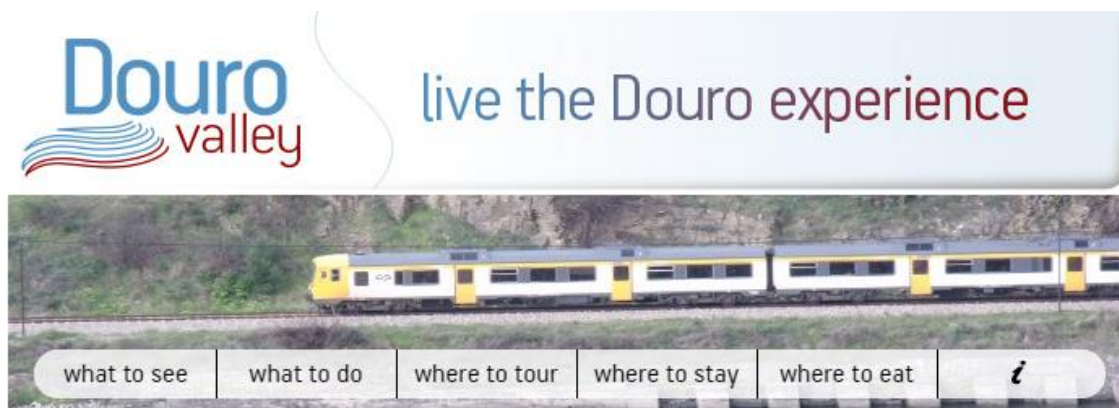 Douro
valley
live the Douro experience
what to see
what to do
where to tour
where to stay
where to eat
i